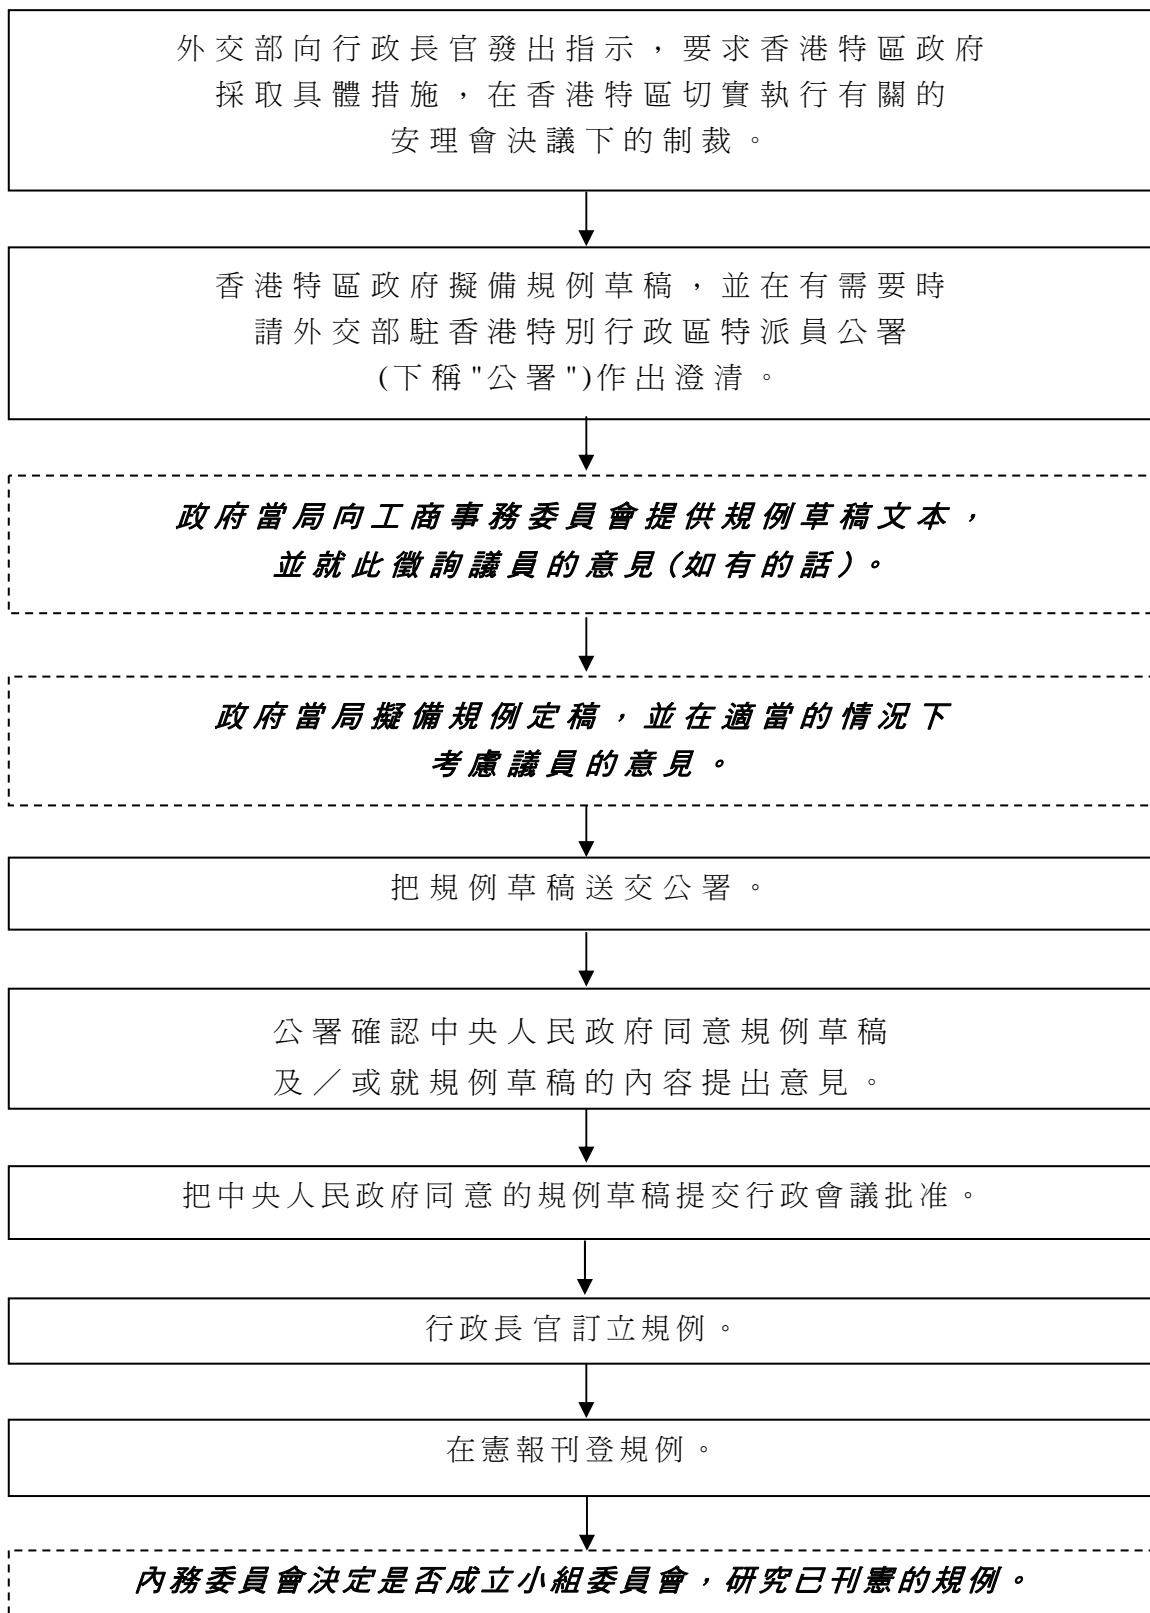 外交部向行政長官發出指示，要求香港特區政府
採取具體措施，在香港特區切實執行有關的
安理會決議下的制裁。
香港特區政府擬備規例草稿，並在有需要時
請外交部駐香港特別行政區特派員公署
(下稱"公署")作出澄清。
政府當局向工商事務委員會提供規例草稿文本，
並就此徵詢議員的意見(如有的話)。
政府當局擬備規例定稿，並在適當的情況下
考慮議員的意見。
把規例草稿送交公署。
公署確認中央人民政府同意規例草稿
及／或就規例草稿的內容提出意見。
把中央人民政府同意的規例草稿提交行政會議批准。
行政長官訂立規例。
在憲報刊登規例。
內務委員會決定是否成立小組委員會，研究已刊憲的規例。